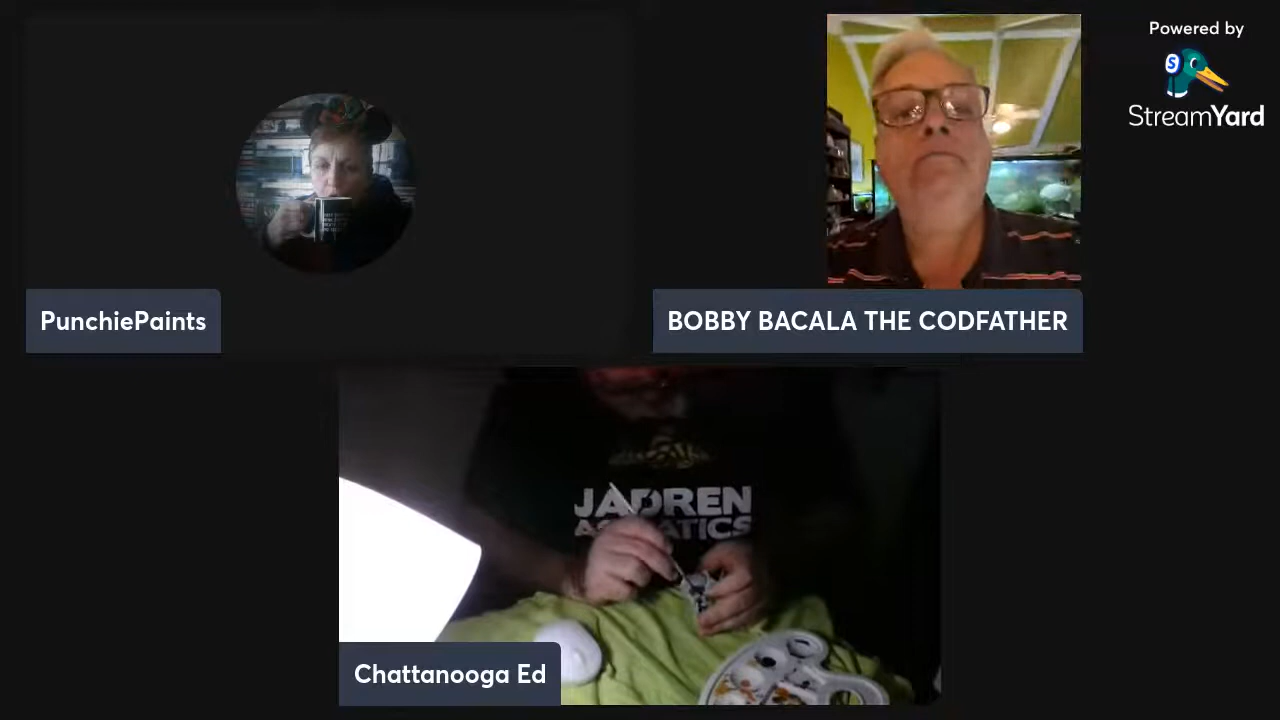 Powered by
StreamYard
PunchiePaints
BOBBY BACALA THE CODFATHER
JADREN
Chattanooga Ed